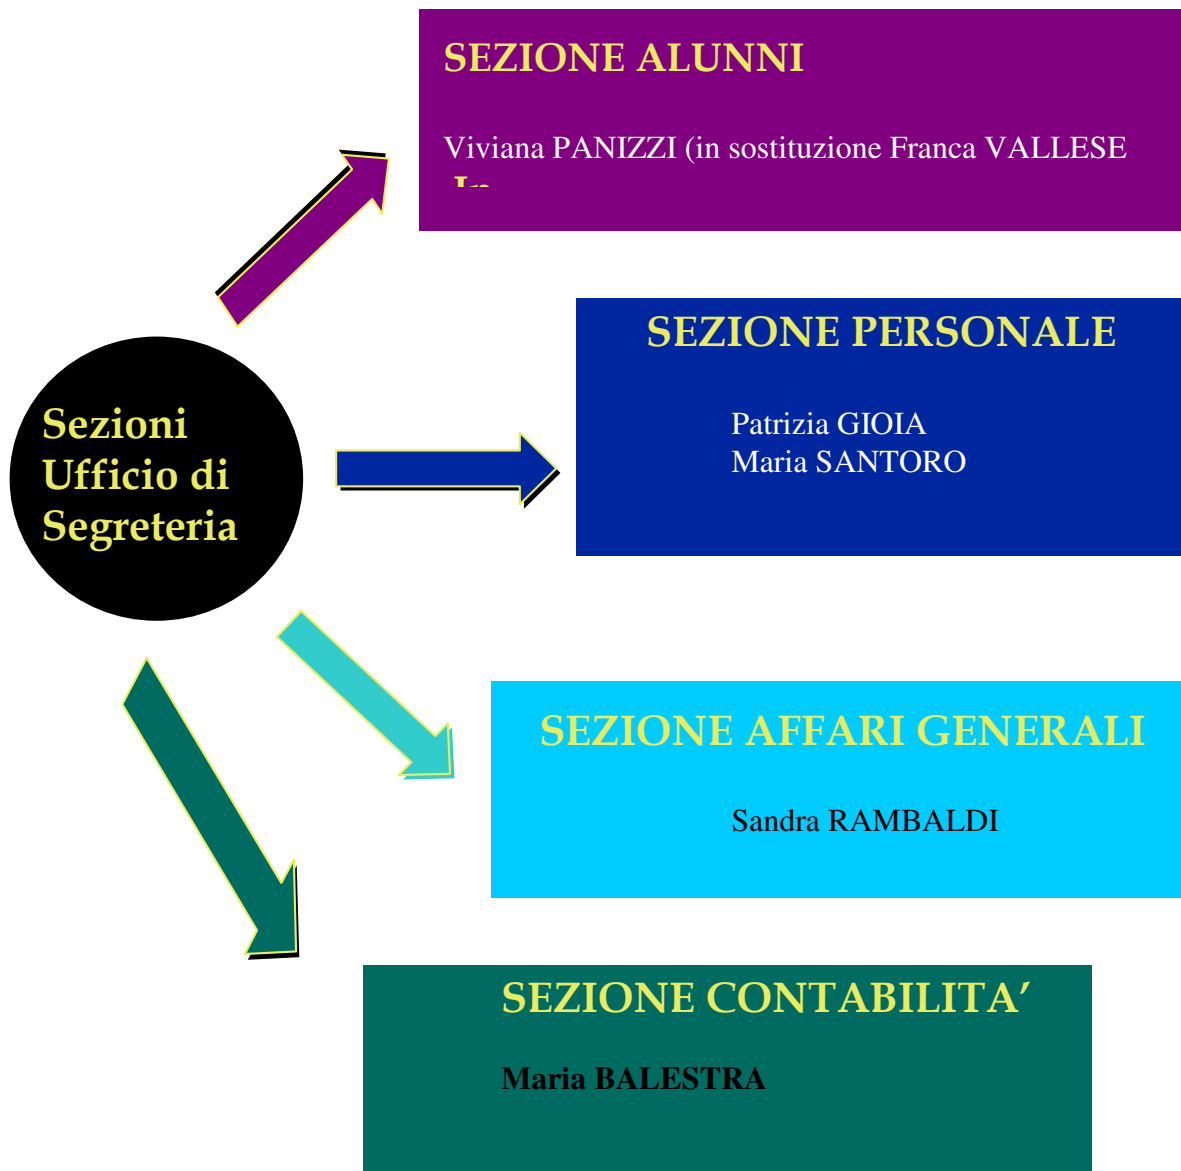 SEZIONE ALUNNI
Viviana PANIZZI (in sostituzione Franca VALLESE
In
SEZIONE PERSONALE
Patrizia GIOIA
Maria SANTORO
Sezioni
Ufficio di
Segreteria
SEZIONE AFFARI GENERALI
Sandra RAMBALDI
SEZIONE CONTABILITA’
Maria BALESTRA